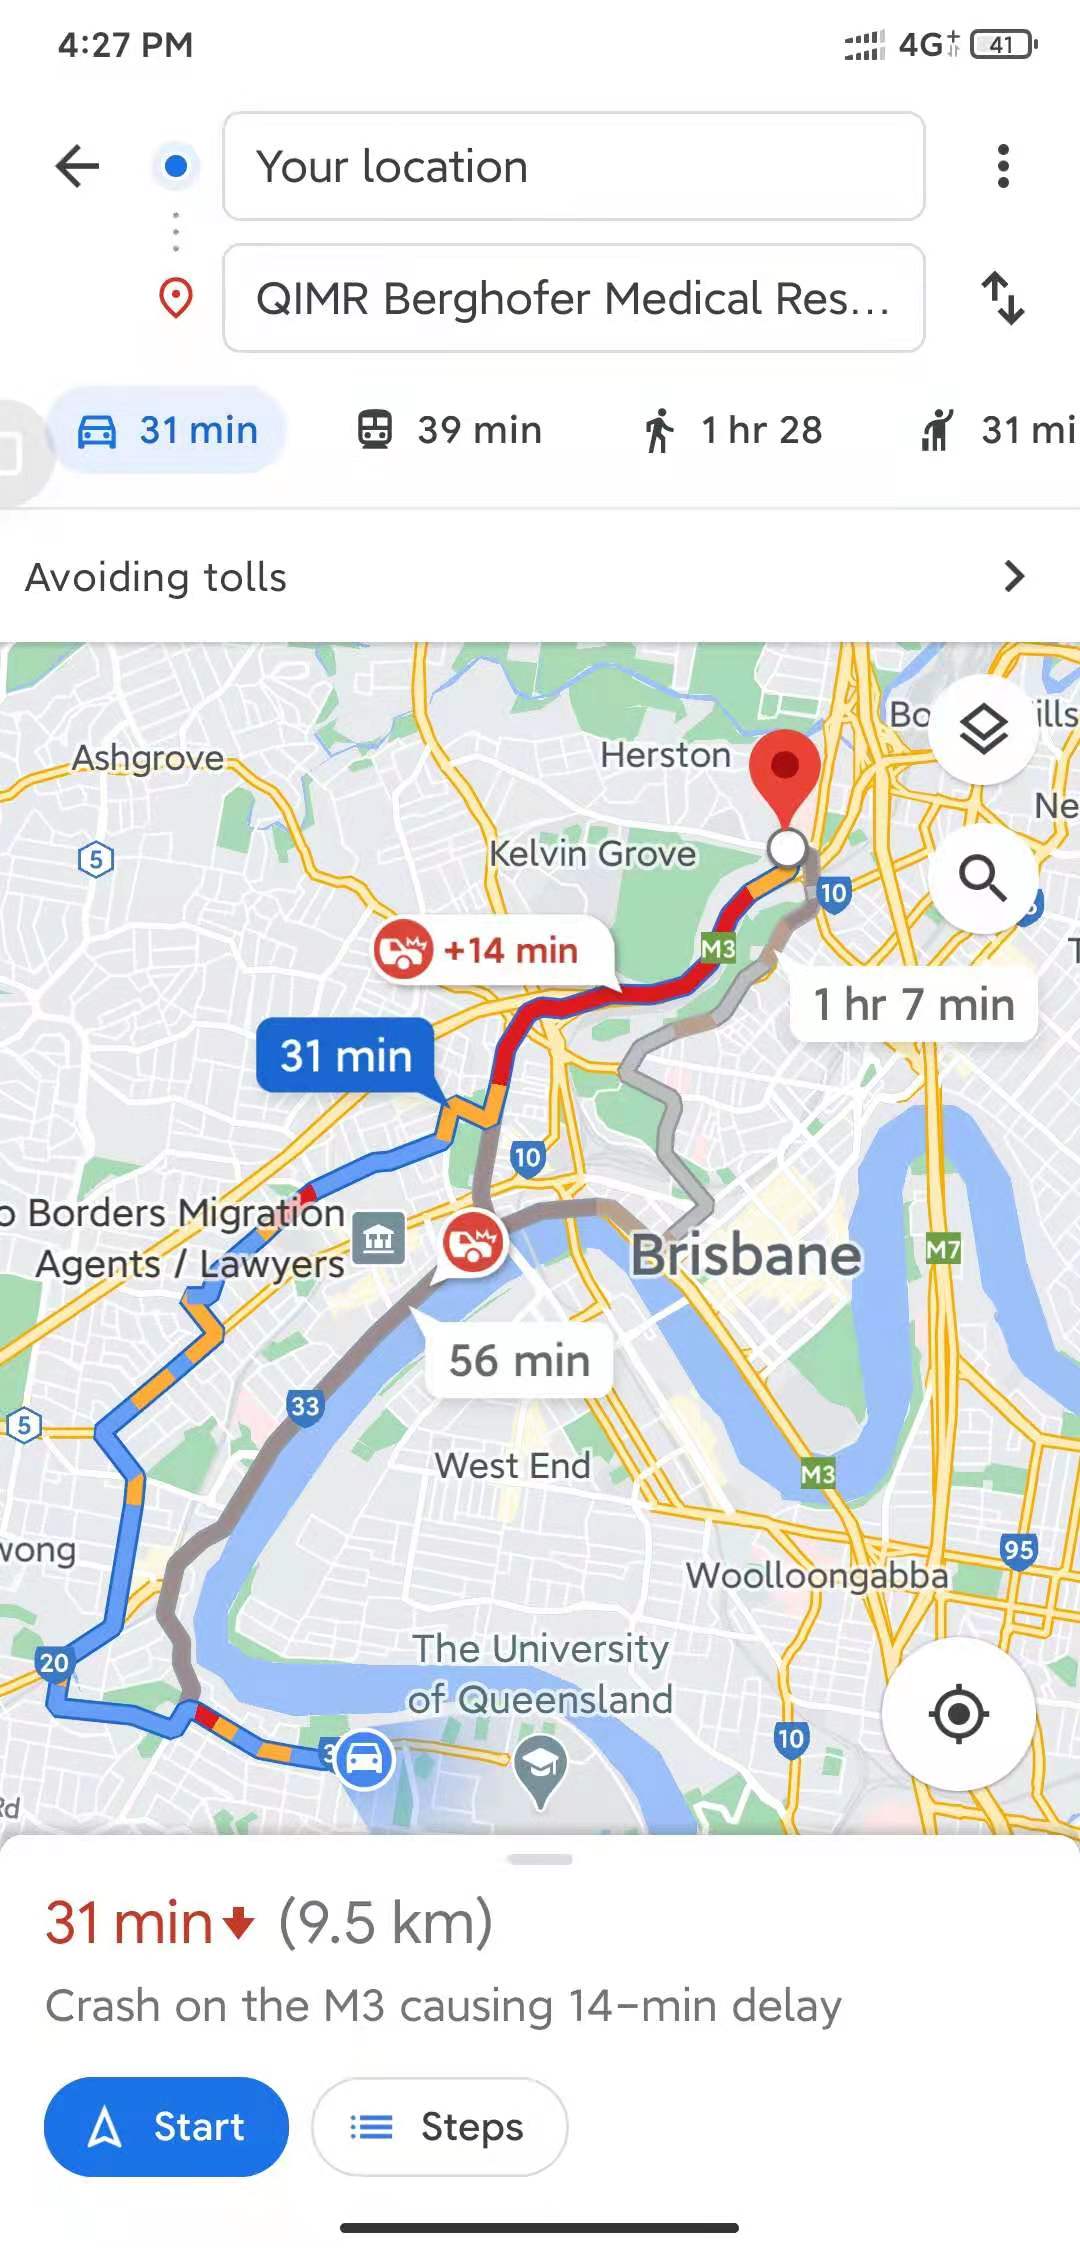 4:27 PM
4G+ 41
Your location
QIMR Berghofer Medical Res...
31 min
39 min
1 hr 28
31 mi
Avoiding tolls
Bo
ills
Ashgrove
Herston
Ne
5
Kelvin Grove
10
+14 min
M3
1 hr 7 min
31 min
10
o Borders Migration
Agents / Lawyers
Brisbane
M7
56 min
33
5
West End
M3
wong
95
Woolloongabba
20
The University
of Queensland
10
3
Rd
31 min (9.5 km)
Crash on the M3 causing 14-min delay
Start
Steps